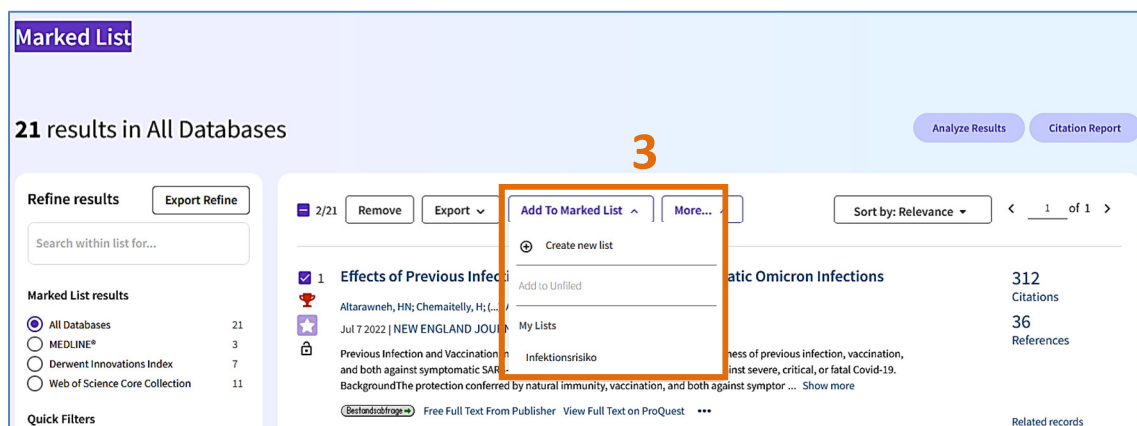 Marked List
21 results in All Databases
Analyze Results
Citation Report
3
Refine results
Export Refine
Search within list for...
Marked List results
All Databases 21
MEDLINE® 3
Derwent Innovations Index 7
Web of Science Core Collection 11
Quick Filters
2/21
Remove
Export
Add To Marked List
More...
Sort by: Relevance
1 of 1
Create new list
Add to Unfiled
My Lists
Infektionsrisiko
1
Effects of Previous Infecti atic Omicron Infections
Altarawneh, HN; Chemaitelly, H; (...) A
Jul 7 2022 | NEW ENGLAND JOUR
Previous Infection and Vaccination ness of previous infection, vaccination,
and both against symptomatic SAR inst severe, critical, or fatal Covid-19.
BackgroundThe protection conferred by natural immunity, vaccination, and both against symptor ... Show more
Bestandsabfrage
Free Full Text From Publisher View Full Text on ProQuest •••
312
Citations
36
References
Related records